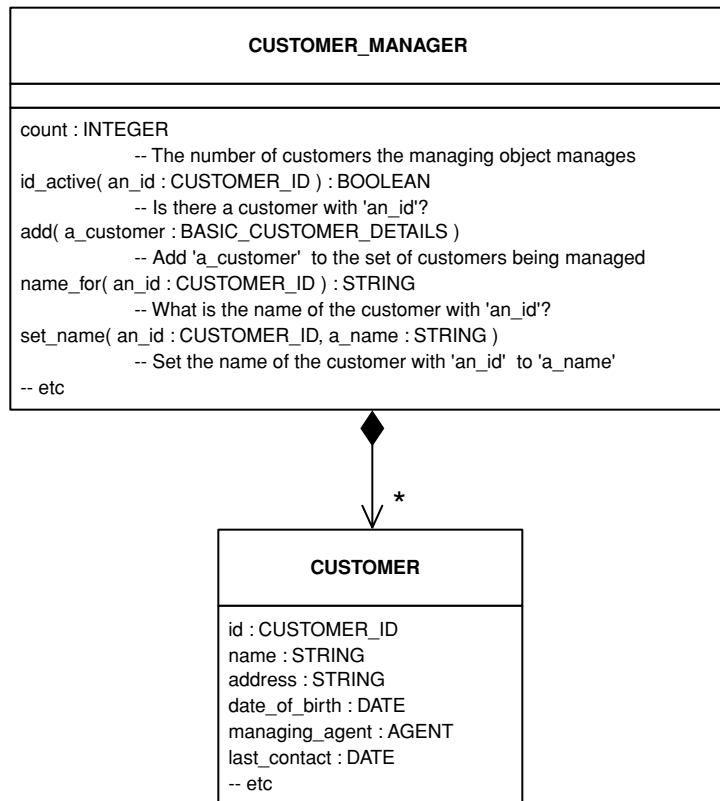 CUSTOMER_MANAGER
count : INTEGER
-- The number of customers the managing object manages
id_active( an_id : CUSTOMER_ID ) : BOOLEAN
-- Is there a customer with 'an_id'?
add( a_customer : BASIC_CUSTOMER_DETAILS )
-- Add 'a_customer' to the set of customers being managed
name_for( an_id : CUSTOMER_ID ) : STRING
-- What is the name of the customer with 'an_id'?
set_name( an_id : CUSTOMER_ID, a_name : STRING )
-- Set the name of the customer with 'an_id' to 'a_name'
-- etc
*
CUSTOMER
id : CUSTOMER_ID
name : STRING
address : STRING
date_of_birth : DATE
managing_agent : AGENT
last_contact : DATE
-- etc